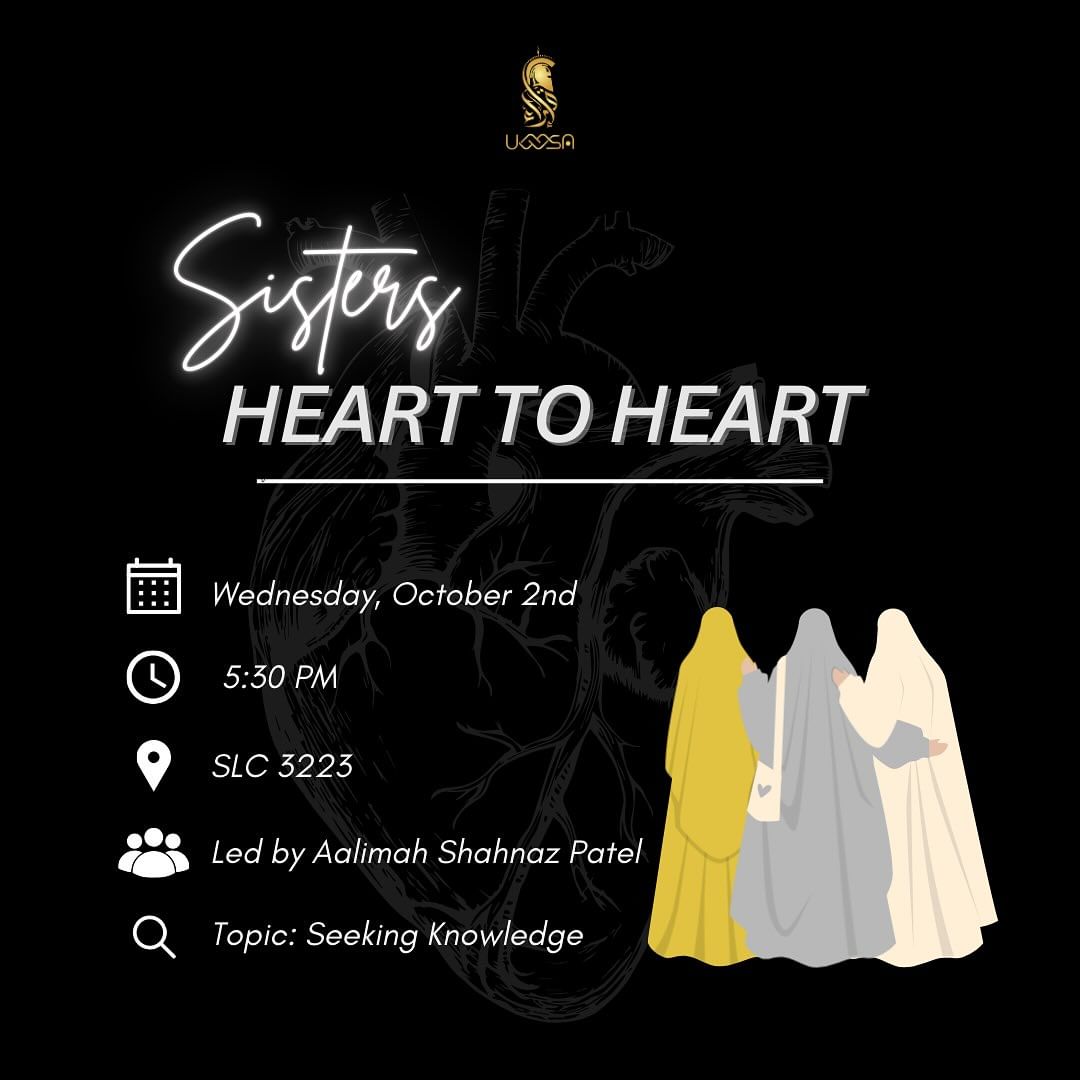 Sisters
HEART TO HEART
Wednesday, October 2nd
5:30 PM
SLC 3223
Led by Aalimah Shahnaz Patel
Topic: Seeking Knowledge